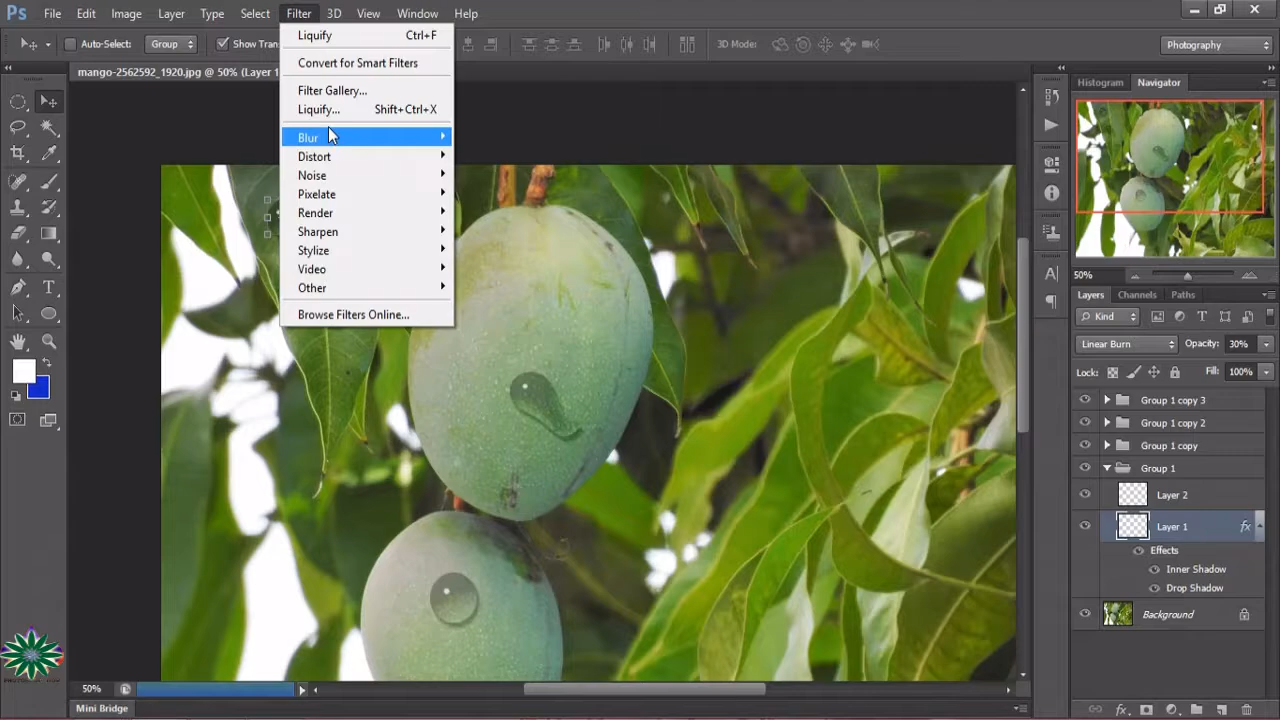 Ps File Edit Image Layer Type Select Filter 3D View Window Help
Auto-Select: Group Show Tran 3D Mode: Photography
mango-2562592_1920.jpg @ 50% (Layer 1
Liquify Ctrl+F
Convert for Smart Filters
Filter Gallery...
Liquify... Shift+Ctrl+X
Blur
Distort
Noise
Pixelate
Render
Sharpen
Stylize
Video
Other
Browse Filters Online...
Histogram Navigator
50%
Layers Channels Paths
Kind
Linear Burn Opacity: 30%
Lock: Fill: 100%
Group 1 copy 3
Group 1 copy 2
Group 1 copy
Group 1
Layer 2
Layer 1 fx
Effects
Inner Shadow
Drop Shadow
Background
50%
Mini Bridge